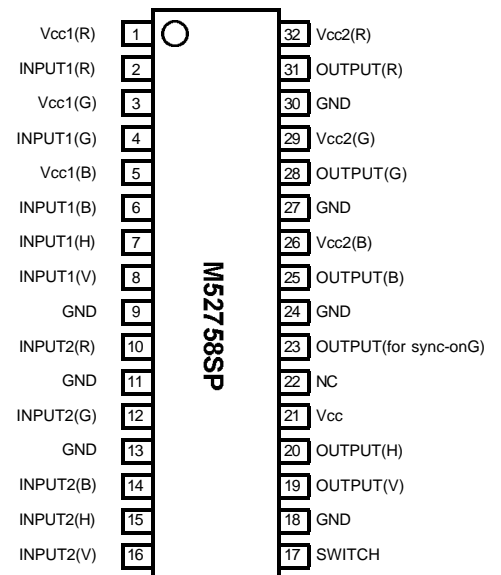 Vcc1(R) 1 32 Vcc2(R)
INPUT1(R) 2 31 OUTPUT(R)
Vcc1(G) 3 30 GND
INPUT1(G) 4 29 Vcc2(G)
Vcc1(B) 5 28 OUTPUT(G)
INPUT1(B) 6 27 GND
INPUT1(H) 7 26 Vcc2(B)
INPUT1(V) 8 25 OUTPUT(B)
GND 9 24 GND
INPUT2(R) 10 23 OUTPUT(for sync-onG)
GND 11 22 NC
INPUT2(G) 12 21 Vcc
GND 13 20 OUTPUT(H)
INPUT2(B) 14 19 OUTPUT(V)
INPUT2(H) 15 18 GND
INPUT2(V) 16 17 SWITCH
M52758SP